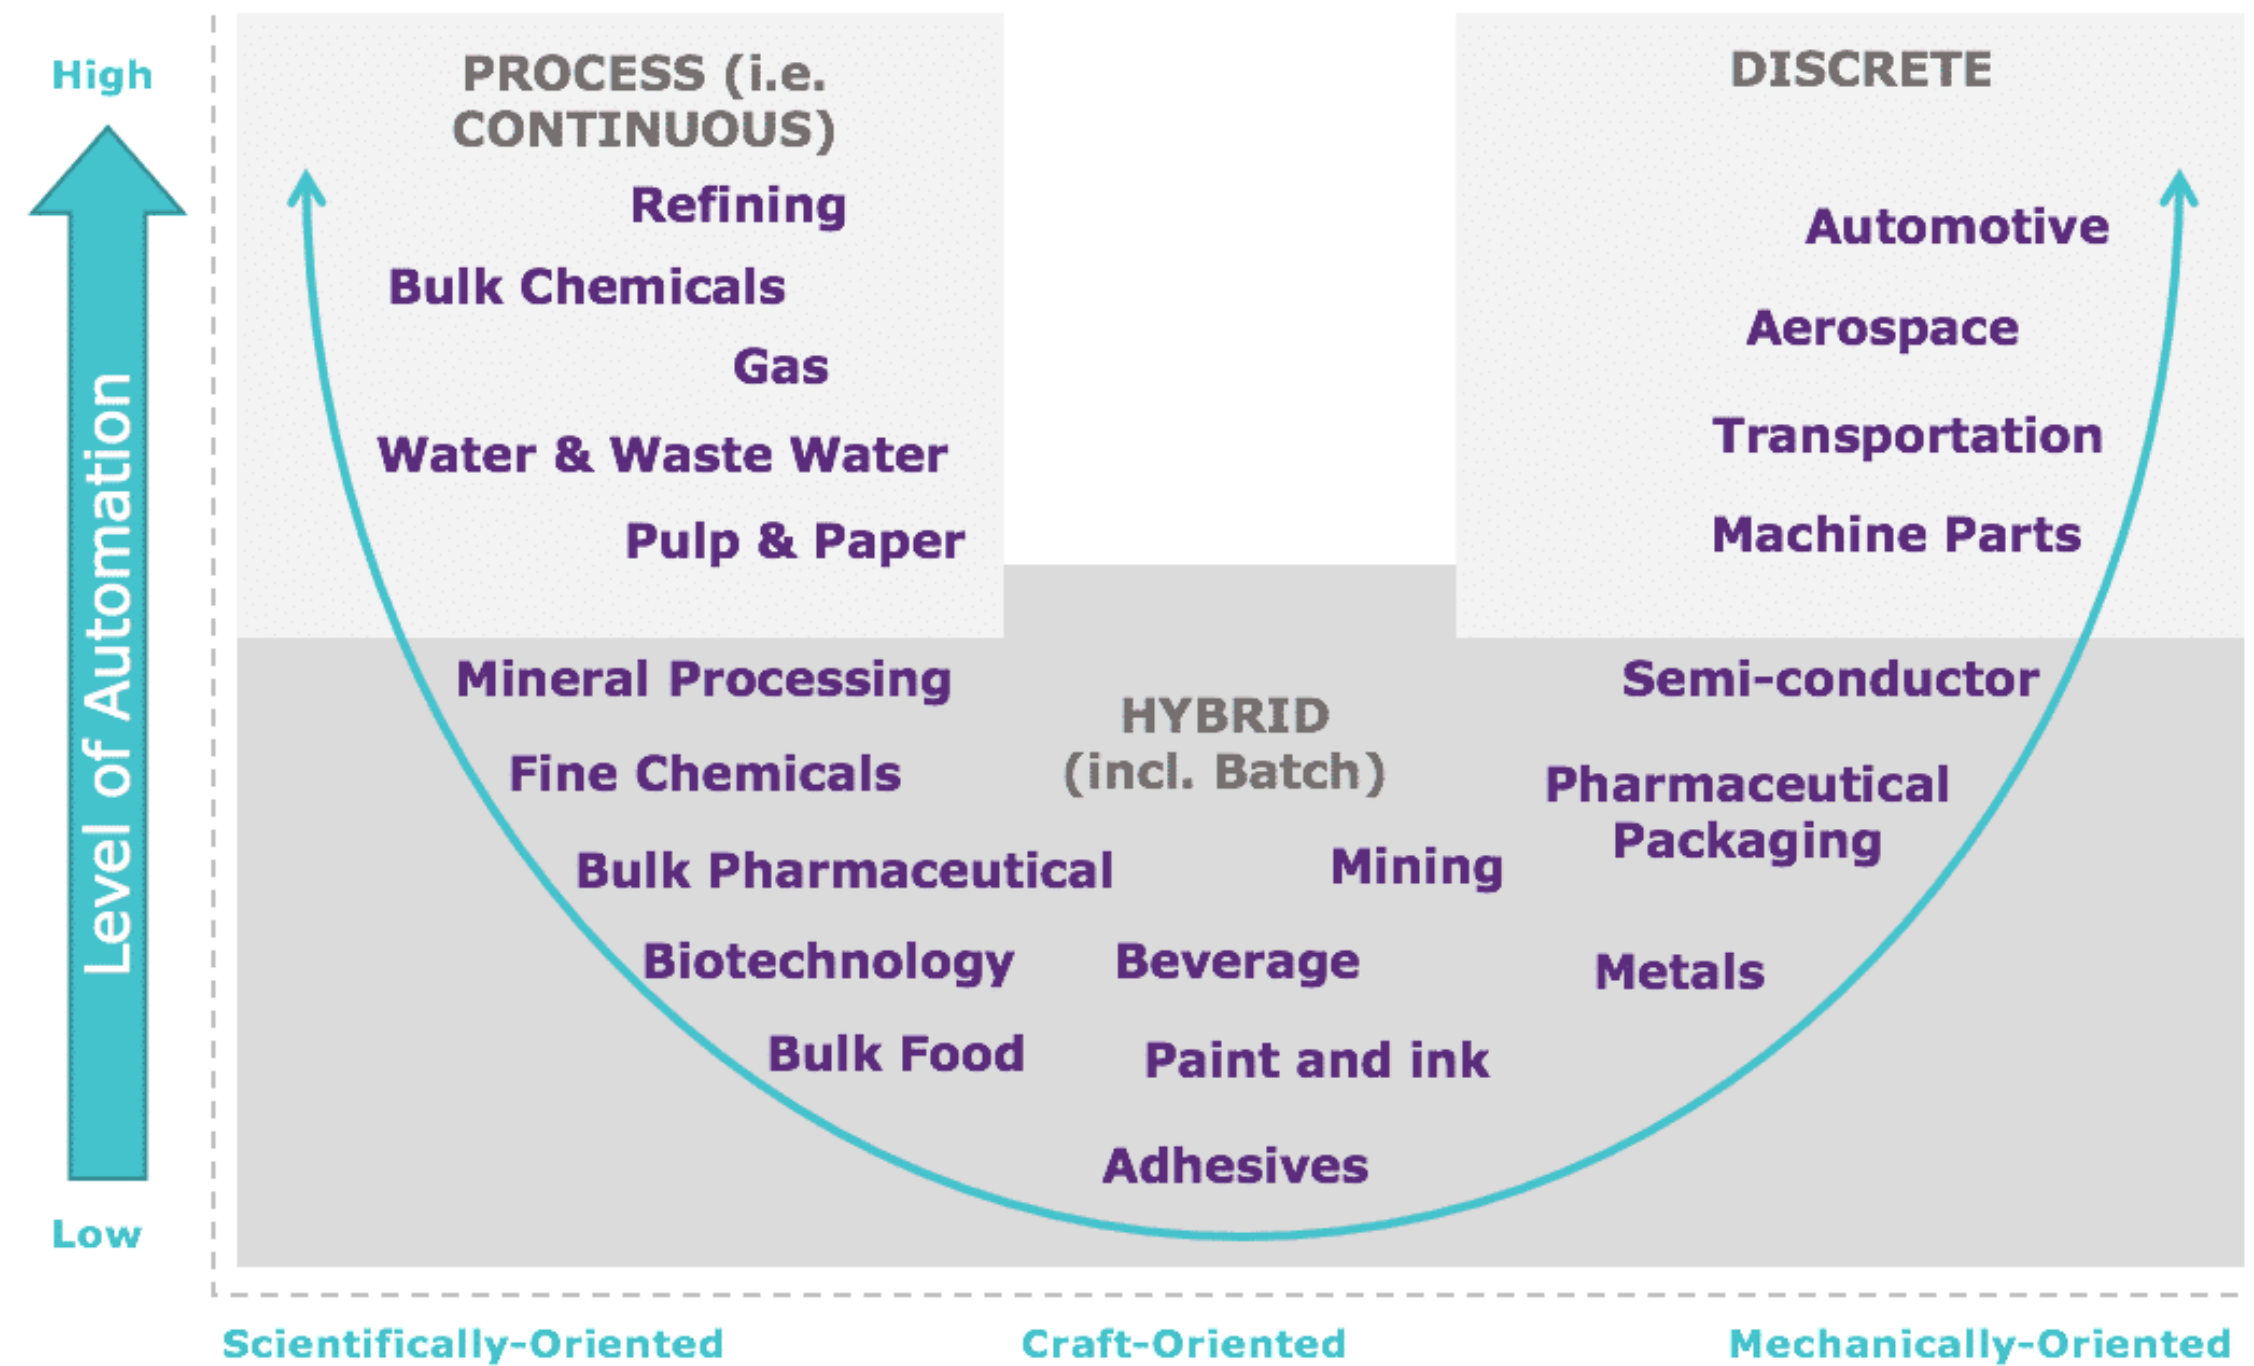 High
Level of Automation
Low
PROCESS (i.e.
CONTINUOUS)
Refining
Bulk Chemicals
Gas
Water & Waste Water
Pulp & Paper
DISCRETE
Automotive
Aerospace
Transportation
Machine Parts
HYBRID
(incl. Batch)
Mineral Processing
Fine Chemicals
Bulk Pharmaceutical
Biotechnology
Bulk Food
Mining
Beverage
Paint and ink
Adhesives
Semi-conductor
Pharmaceutical
Packaging
Metals
Scientifically-Oriented
Craft-Oriented
Mechanically-Oriented